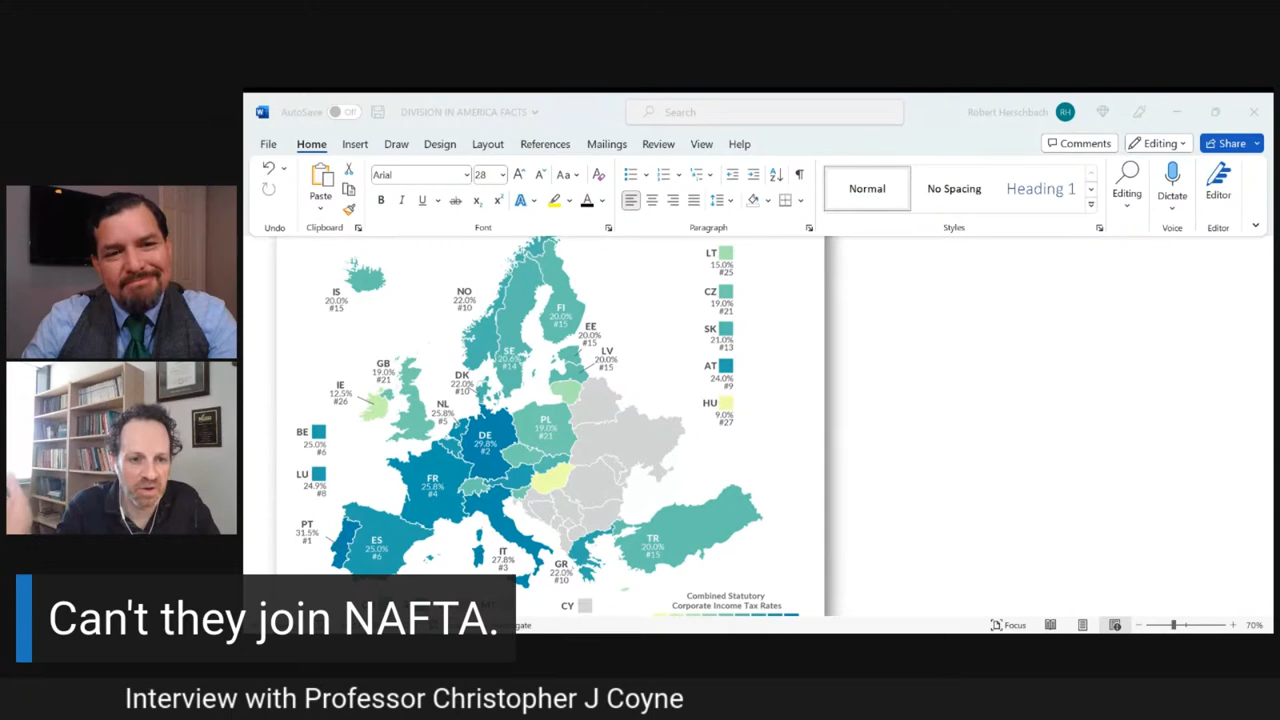 AutoSave
Off
DIVISION IN AMERICA FACTS
Search
Robert Herschbach
RH
File
Home
Insert
Draw
Design
Layout
References
Mailings
Review
View
Help
Comments
Editing
Share
Paste
Arial
28
Aa
B I U ab x₂ x²
A
Normal
No Spacing
Heading 1
Editing
Dictate
Editor
Undo
Clipboard
Font
Paragraph
Styles
Voice
Editor
IS
20.0%
#15
NO
22.0%
#10
FI
20.0%
#15
EE
20.0%
#15
LV
20.0%
#15
SE
20.6%
#14
GB
19.0%
#21
DK
22.0%
#10
IE
12.5%
#26
NL
25.8%
#5
PL
19.0%
#21
DE
29.8%
#2
BE
25.0%
#6
LU
24.9%
#8
FR
25.8%
#4
PT
31.5%
#1
ES
25.0%
#6
IT
27.8%
#3
GR
22.0%
#10
TR
20.0%
#15
LT
15.0%
#25
CZ
19.0%
#21
SK
21.0%
#13
AT
24.0%
#9
HU
9.0%
#27
CY
Combined Statutory
Corporate Income Tax Rates
Focus
70%
Can't they join NAFTA.
Interview with Professor Christopher J Coyne